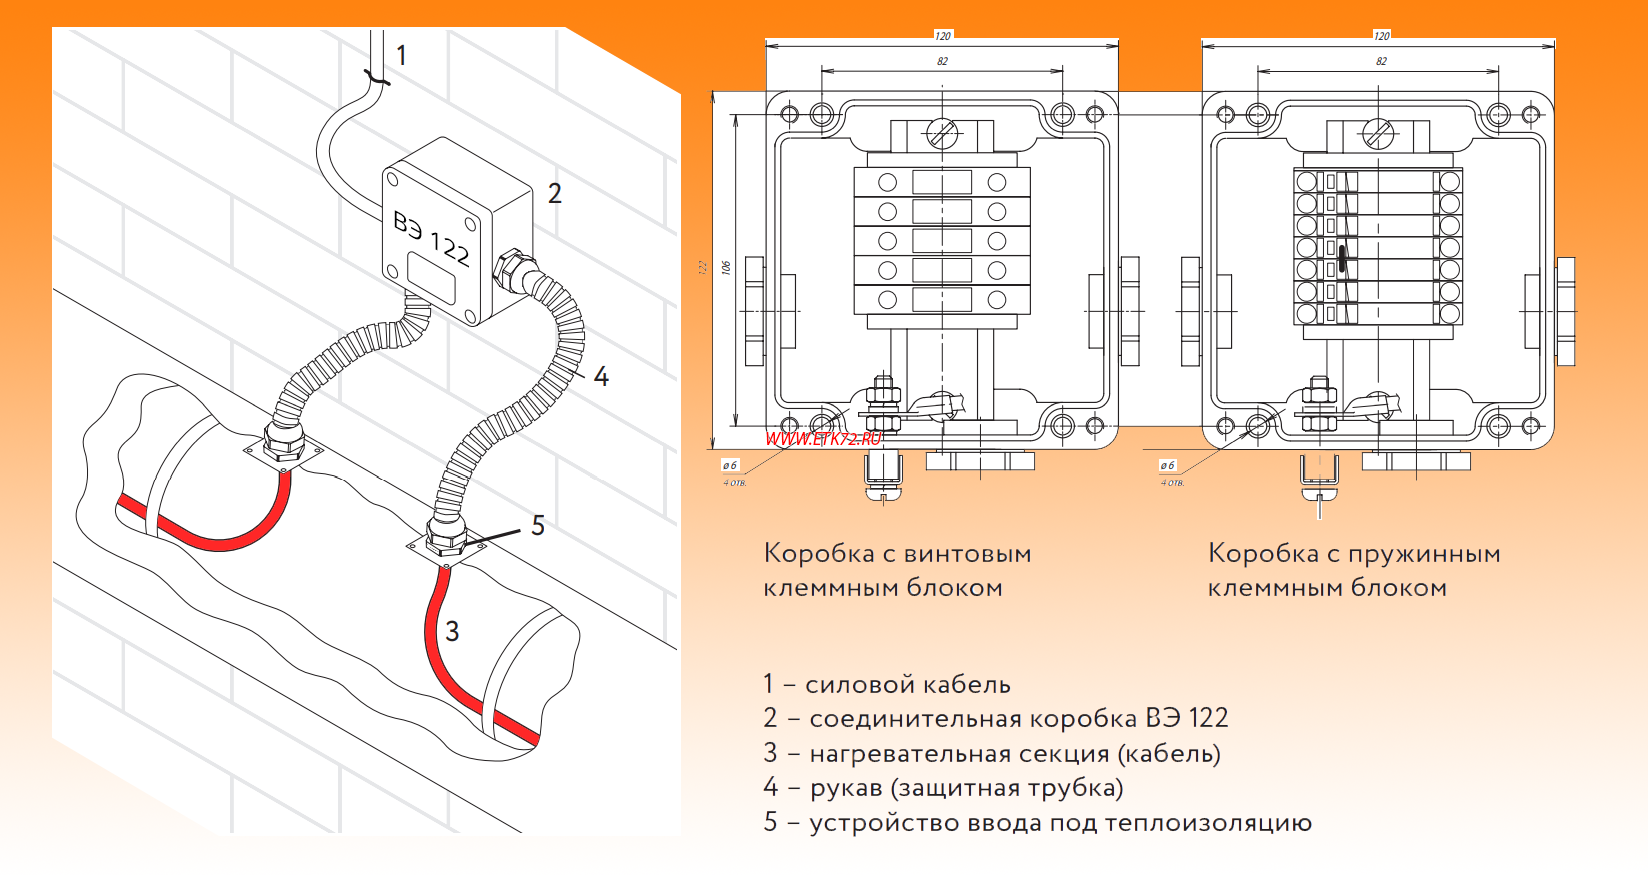 1
2
ВЭ 122
4
5
3
120
82
122
106
ø 6
4 отв.
WWW.ETK72.RU
120
82
ø 6
4 отв.
Коробка с винтовым
клеммным блоком
Коробка с пружинным
клеммным блоком
1 – силовой кабель
2 – соединительная коробка ВЭ 122
3 – нагревательная секция (кабель)
4 – рукав (защитная трубка)
5 – устройство ввода под теплоизоляцию